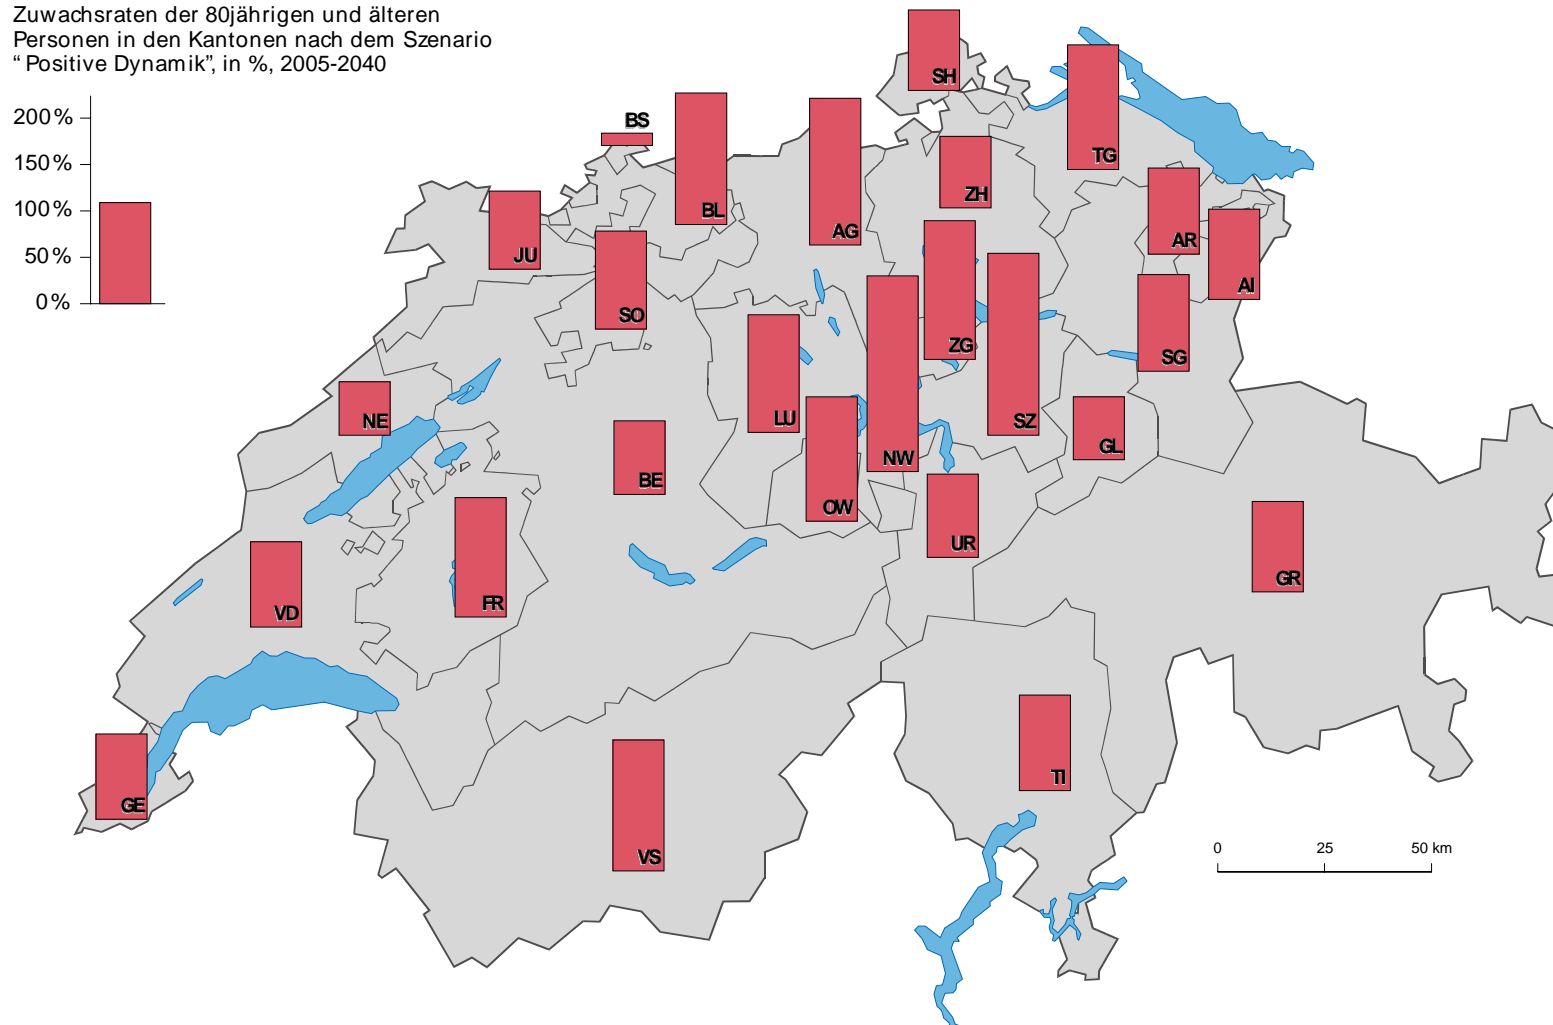 Zuwachsraten der 80jährigen und älteren
Personen in den Kantonen nach dem Szenario
“Positive Dynamik”, in %, 2005-2040
200%
150%
100%
50%
0%
SH
BS
TG
BL
ZH
AG
AR
JU
AI
SO
ZG
SG
NE
LU
SZ
GL
NW
BE
OW
UR
GR
FR
VD
TI
GE
VS
0 25 50 km